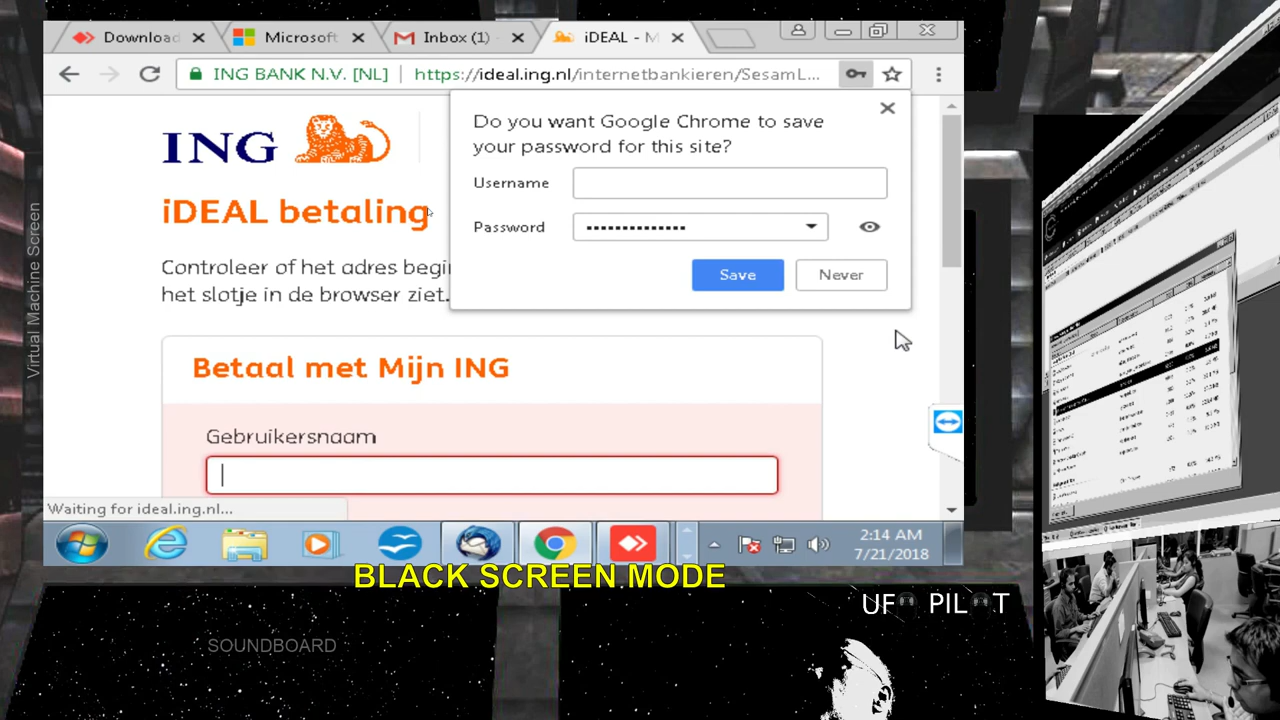 Download
Microsoft
Inbox (1)
iDEAL - M
ING BANK N.V. [NL]
https://ideal.ing.nl/internetbankieren/SesamL...
ING
iDEAL betaling
Controleer of het adres begi
het slotje in de browser ziet.
Do you want Google Chrome to save
your password for this site?
Username
Password
Save
Never
Betaal met Mijn ING
Gebruikersnaam
Waiting for ideal.ing.nl...
2:14 AM
7/21/2018
Virtual Machine Screen
BLACK SCREEN MODE
UFO PILOT
SOUNDBOARD